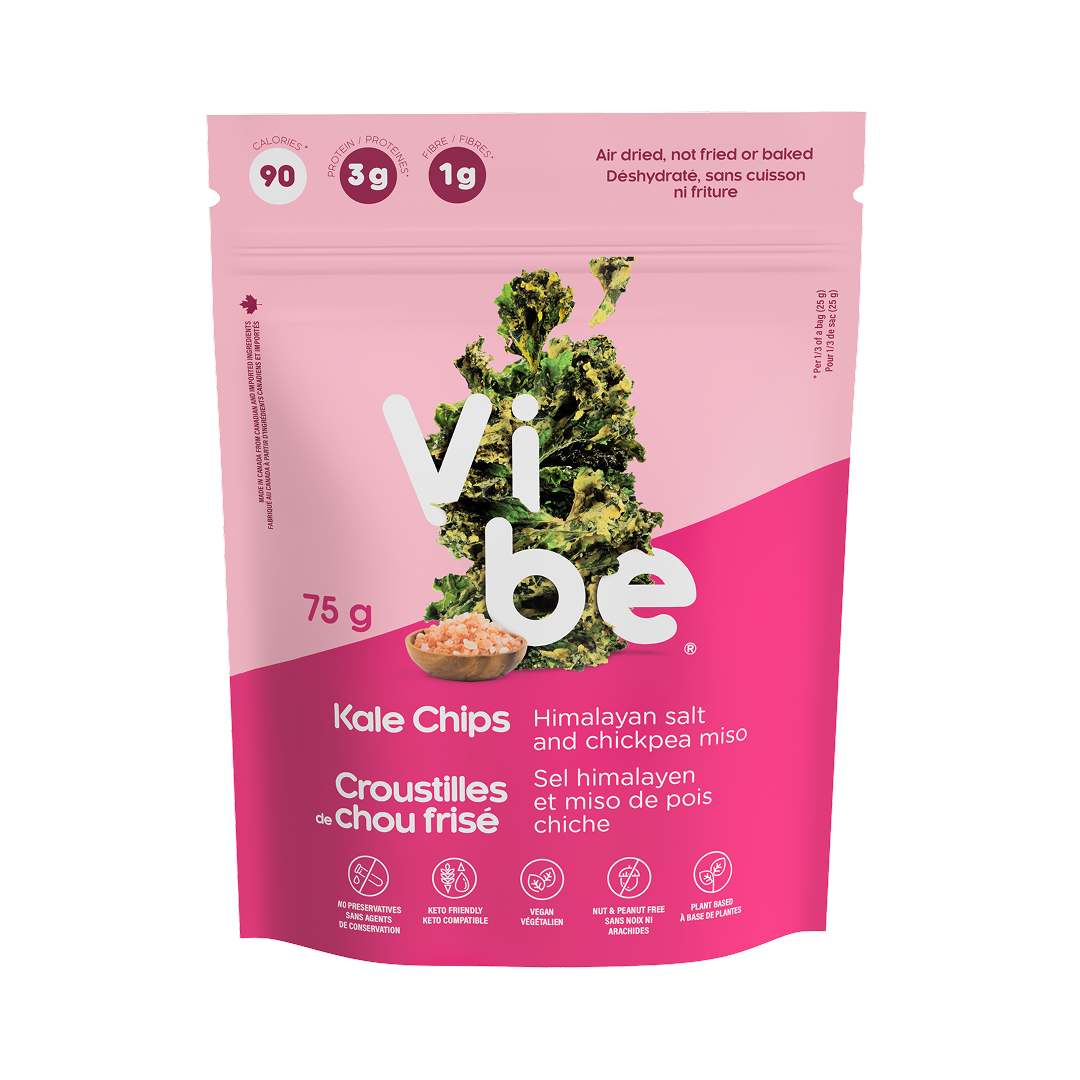 CALORIES*
90
PROTEIN / PROTÉINES*
3g
FIBRE / FIBRES*
1g
Air dried, not fried or baked
Déshydraté, sans cuisson
ni friture
MADE IN CANADA FROM CANADIAN AND IMPORTED INGREDIENTS
FABRIQUÉ AU CANADA À PARTIR D'INGRÉDIENTS CANADIENS ET IMPORTÉS
* Per 1/3 of a bag (25 g)
Pour 1/3 de sac (25 g)
Vi
be®
75 g
Kale Chips
Himalayan salt
and chickpea miso
Croustilles
de chou frisé
Sel himalayen
et miso de pois
chiche
NO PRESERVATIVES
SANS AGENTS
DE CONSERVATION
KETO FRIENDLY
KETO COMPATIBLE
VEGAN
VÉGÉTALIEN
NUT & PEANUT FREE
SANS NOIX NI
ARACHIDES
PLANT BASED
À BASE DE PLANTES